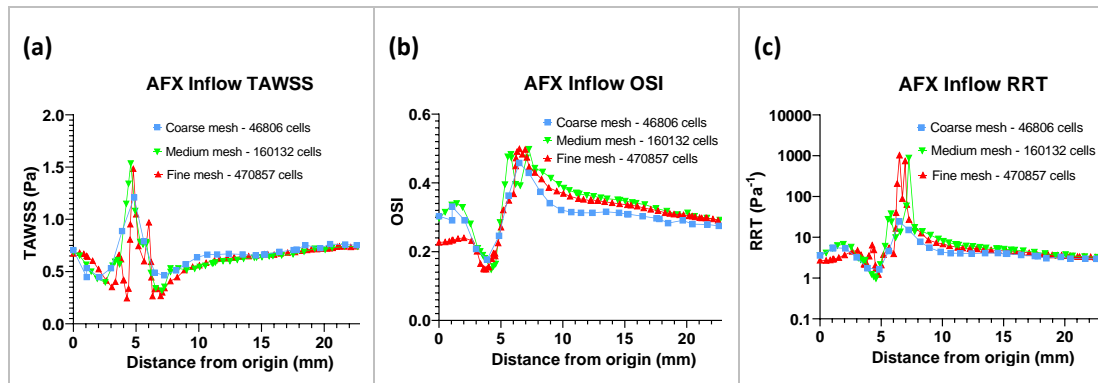 (a)
AFX Inflow TAWSS
2.0
1.5
1.0
0.5
0.0
TAWSS (Pa)
Coarse mesh - 46806 cells
Medium mesh - 160132 cells
Fine mesh - 470857 cells
0 5 10 15 20
Distance from origin (mm)
(b)
AFX Inflow OSI
0.6
0.4
0.2
0.0
OSI
Coarse mesh - 46806 cells
Medium mesh - 160132 cells
Fine mesh - 470857 cells
0 5 10 15 20
Distance from origin (mm)
(c)
AFX Inflow RRT
10000
1000
100
10
1
0.1
RRT (Pa-1)
Coarse mesh - 46806 cells
Medium mesh - 160132 cells
Fine mesh - 470857 cells
0 5 10 15 20
Distance from origin (mm)